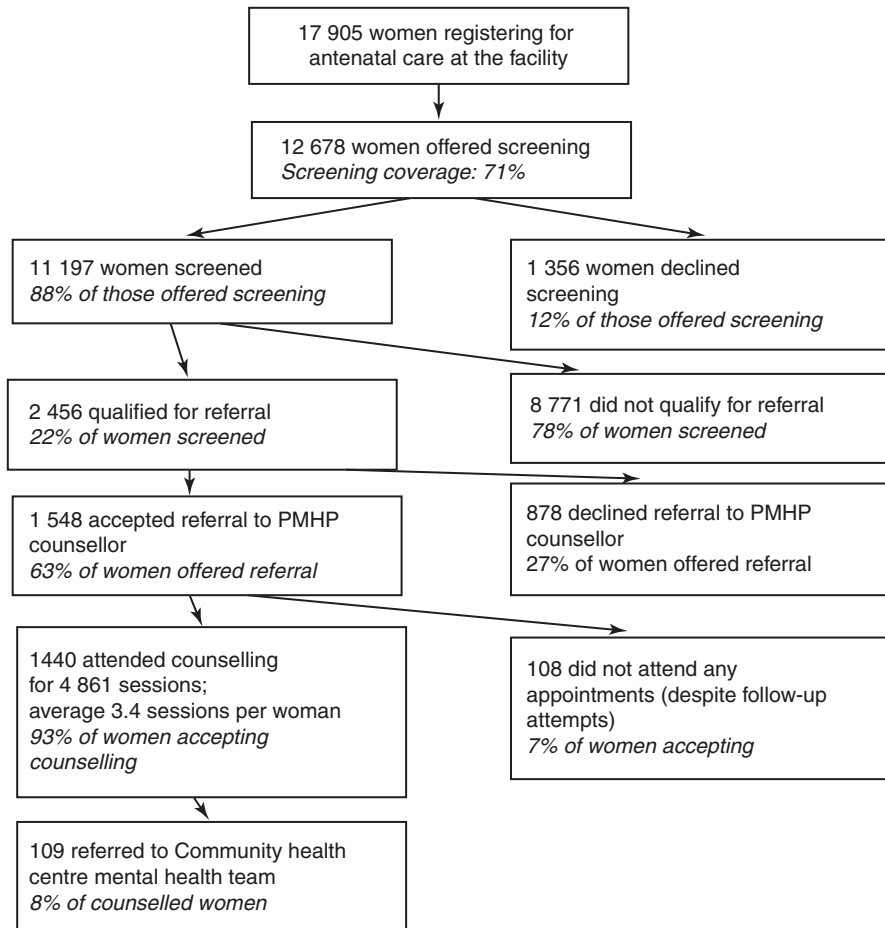 17 905 women registering for
antenatal care at the facility
12 678 women offered screening
Screening coverage: 71%
11 197 women screened
88% of those offered screening
1 356 women declined
screening
12% of those offered screening
2 456 qualified for referral
22% of women screened
8 771 did not qualify for referral
78% of women screened
1 548 accepted referral to PMHP
counsellor
63% of women offered referral
878 declined referral to PMHP
counsellor
27% of women offered referral
1440 attended counselling
for 4 861 sessions;
average 3.4 sessions per woman
93% of women accepting
counselling
108 did not attend any
appointments (despite follow-up
attempts)
7% of women accepting
109 referred to Community health
centre mental health team
8% of counselled women